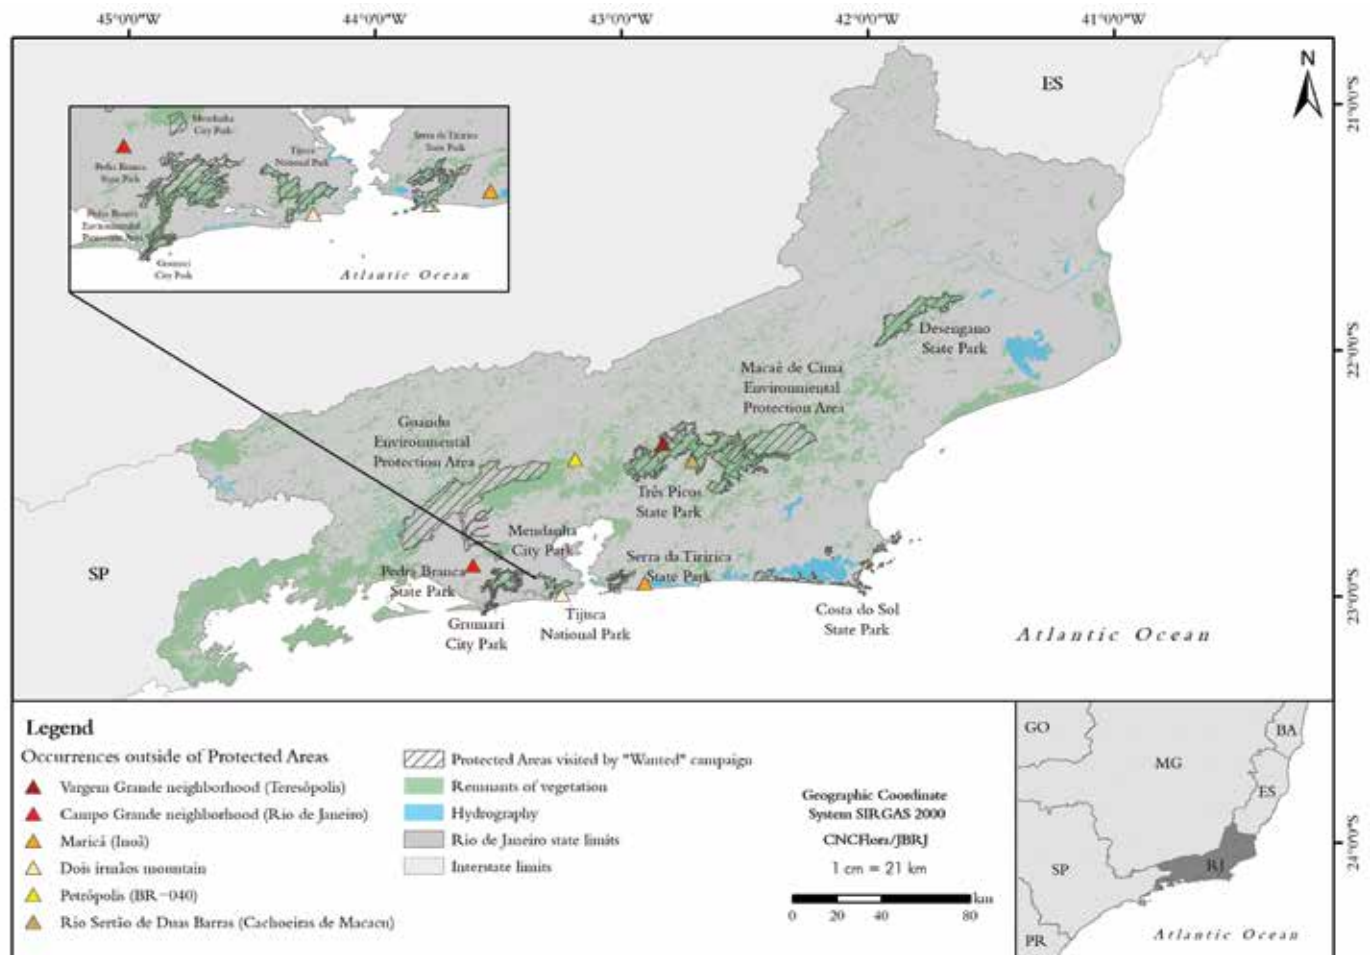 45°0'0"W
44°0'0"W
43°0'0"W
42°0'0"W
41°0'0"W
N
ES
21°0'0"S
Mendanha
City Park
Serra da Tiririca
State Park
Tijuca
National Park
Pedra Branca
State Park
Pedra Branca
Environmental
Protection Area
Grumari
City Park
Atlantic Ocean
Desengano
State Park
22°0'0"S
Macaé de Cima
Environmental
Protection Area
Guandu
Environmental
Protection Area
Três Picos
State Park
Mendanha
City Park
Serra da Tiririca
State Park
SP
Pedra Branca
State Park
Costa do Sol
State Park
23°0'0"S
Grumari
City Park
Tijuca
National Park
Atlantic Ocean
Legend
Occurrences outside of Protected Areas
Vargem Grande neighborhood (Teresópolis)
Campo Grande neighborhood (Rio de Janeiro)
Maricá (Inoã)
Dois irmãos mountain
Petrópolis (BR-040)
Rio Sertão de Duas Barras (Cachoeiras de Macacu)
Protected Areas visited by "Wanted" campaign
Remnants of vegetation
Hydrography
Rio de Janeiro state limits
Interstate limits
Geographic Coordinate
System SIRGAS 2000
CNCFlora/JBRJ
1 cm = 21 km
km
0 20 40 80
GO
BA
MG
ES
SP
RJ
PR
Atlantic Ocean
24°0'0"S